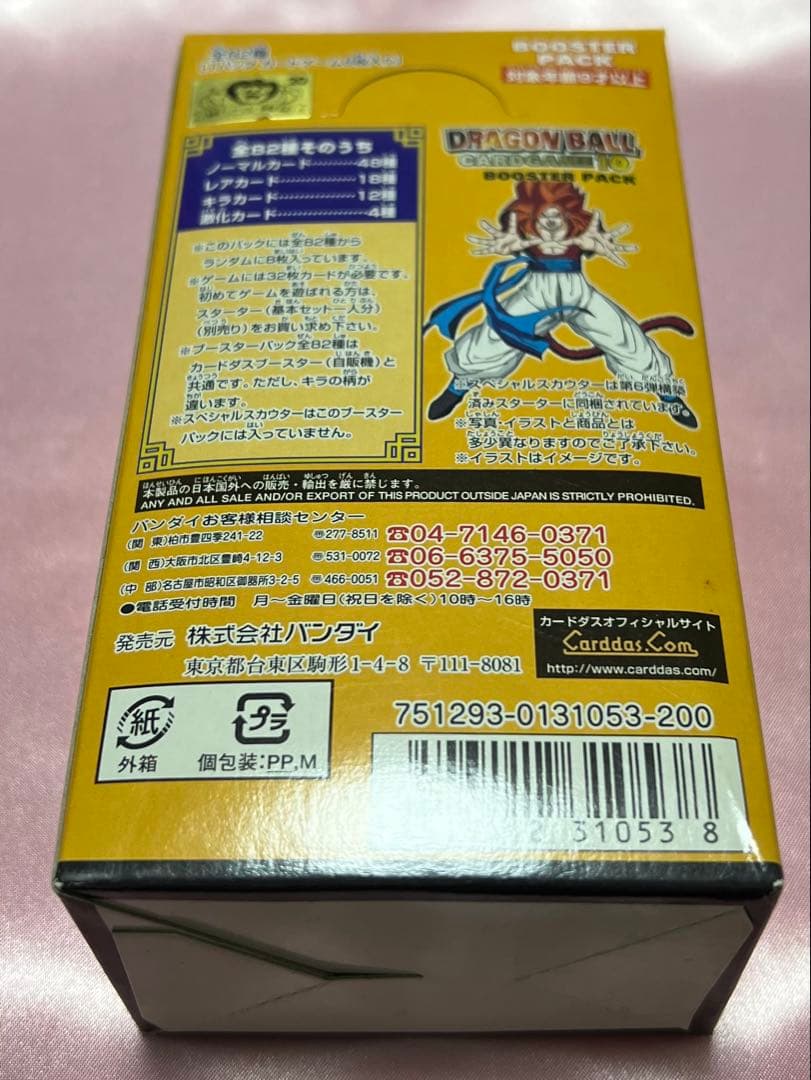 全82種
BOOSTER
PACK
対象年齢9才以上
DRAGON BALL
CARDGAME 10
BOOSTER PACK
全82種そのうち
ノーマルカード………48種
レアカード……………18種
キラカード……………12種
激化カード………………4種
※このパックには全82種から
ランダムに8枚入っています。
※ゲームには32枚カードが必要です。
初めてゲームを遊ばれる方は、
スターター(基本セット一人分)
(別売り)をお買い求め下さい。
※ブースターパック全82種は
カードダスブースター(自販機)と
共通です。ただし、キラの柄が
違います。
※スペシャルスカウターはこのブースター
パックには入っていません。
※スペシャルスカウターは第6弾構築
済みスターターに同梱されています。
※写真・イラストと商品とは
多少異なりますのでご了承下さい。
※イラストはイメージです。
本製品の日本国外への販売・輸出を厳に禁じます。
ANY AND ALL SALE AND/OR EXPORT OF THIS PRODUCT OUTSIDE JAPAN IS STRICTLY PROHIBITED.
バンダイお客様相談センター
(関 東)柏市豊四季241-22 〠277-8511 ☎04-7146-0371
(関 西)大阪市北区豊崎4-12-3 〠531-0072 ☎06-6375-5050
(中 部)名古屋市昭和区御器所3-2-5 〠466-0051 ☎052-872-0371
●電話受付時間 月〜金曜日(祝日を除く)10時〜16時
発売元 株式会社バンダイ
東京都台東区駒形1-4-8 〒111-8081
カードダスオフィシャルサイト
Carddas.Com
http://www.carddas.com/
紙
外箱
プラ
個包装:PP,M
751293-0131053-200
2 31053 8